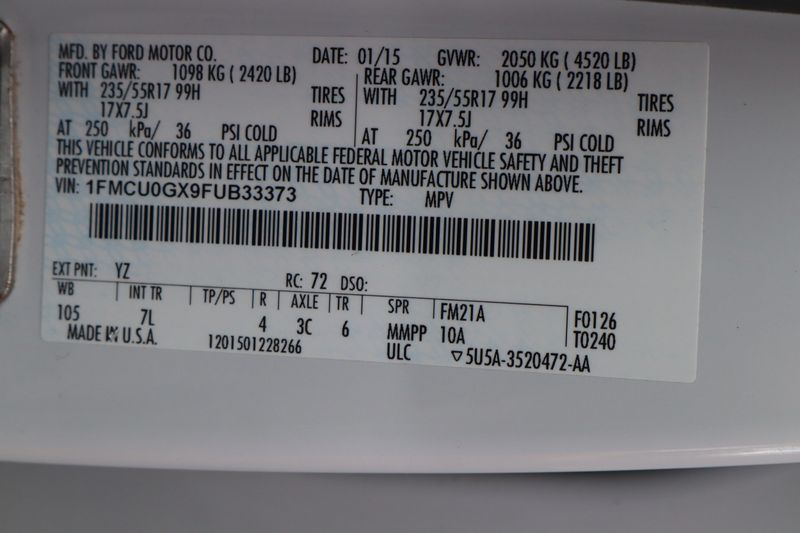 MFD. BY FORD MOTOR CO. DATE: 01/15 GVWR: 2050 KG ( 4520 LB)
FRONT GAWR: 1098 KG ( 2420 LB) REAR GAWR: 1006 KG ( 2218 LB)
WITH 235/55R17 99H TIRES WITH 235/55R17 99H TIRES
17X7.5J RIMS 17X7.5J RIMS
AT 250 kPa/ 36 PSI COLD AT 250 kPa/ 36 PSI COLD
THIS VEHICLE CONFORMS TO ALL APPLICABLE FEDERAL MOTOR VEHICLE SAFETY AND THEFT
PREVENTION STANDARDS IN EFFECT ON THE DATE OF MANUFACTURE SHOWN ABOVE.
VIN: 1FMCU0GX9FUB33373 TYPE: MPV
EXT PNT: YZ RC: 72 DSO:
WB INT TR TP/PS R AXLE TR SPR FM21A F0126
105 7L 4 3C 6 MMPP 10A T0240
MADE IN U.S.A. 1201501228266 ULC ▽5U5A-3520472-AA